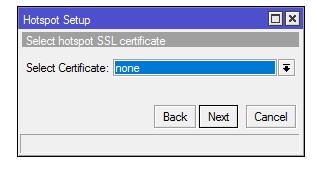 Hotspot Setup
Select hotspot SSL certificate
Select Certificate: none
Back Next Cancel